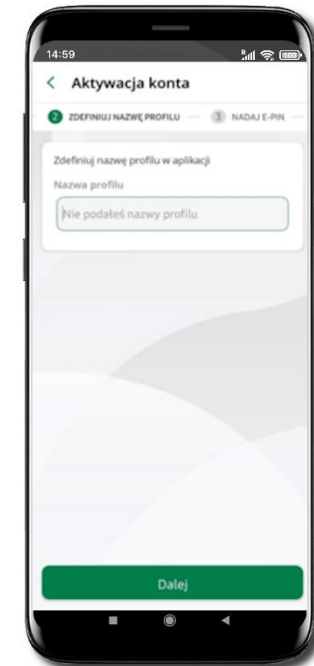 14:59
Aktywacja konta
2 ZDEFINIUJ NAZWĘ PROFILU 3 NADAJ E-PIN
Zdefiniuj nazwę profilu w aplikacji
Nazwa profilu
Nie podałeś nazwy profilu
Dalej